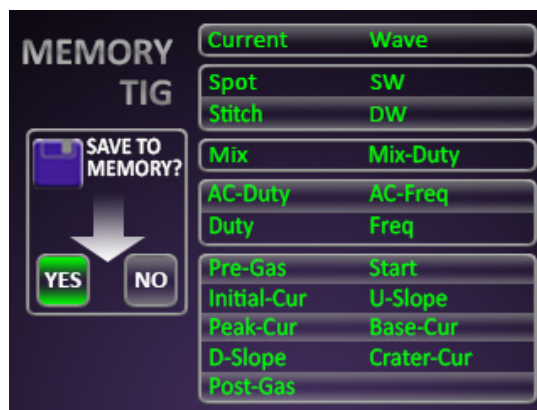 MEMORY
TIG
SAVE TO
MEMORY?
YES NO
Current Wave
Spot SW
Stitch DW
Mix Mix-Duty
AC-Duty AC-Freq
Duty Freq
Pre-Gas Start
Initial-Cur U-Slope
Peak-Cur Base-Cur
D-Slope Crater-Cur
Post-Gas